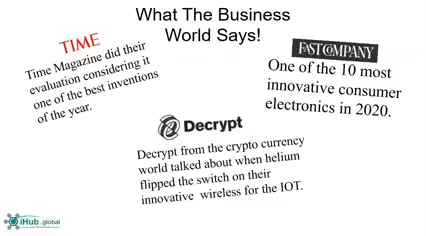 What The Business
World Says!
TIME
Time Magazine did their
evaluation considering it
one of the best inventions
of the year.
FAST COMPANY
One of the 10 most
innovative consumer
electronics in 2020.
Decrypt
Decrypt from the crypto currency
world talked about when helium
flipped the switch on their
innovative wireless for the IOT.
iHub.global